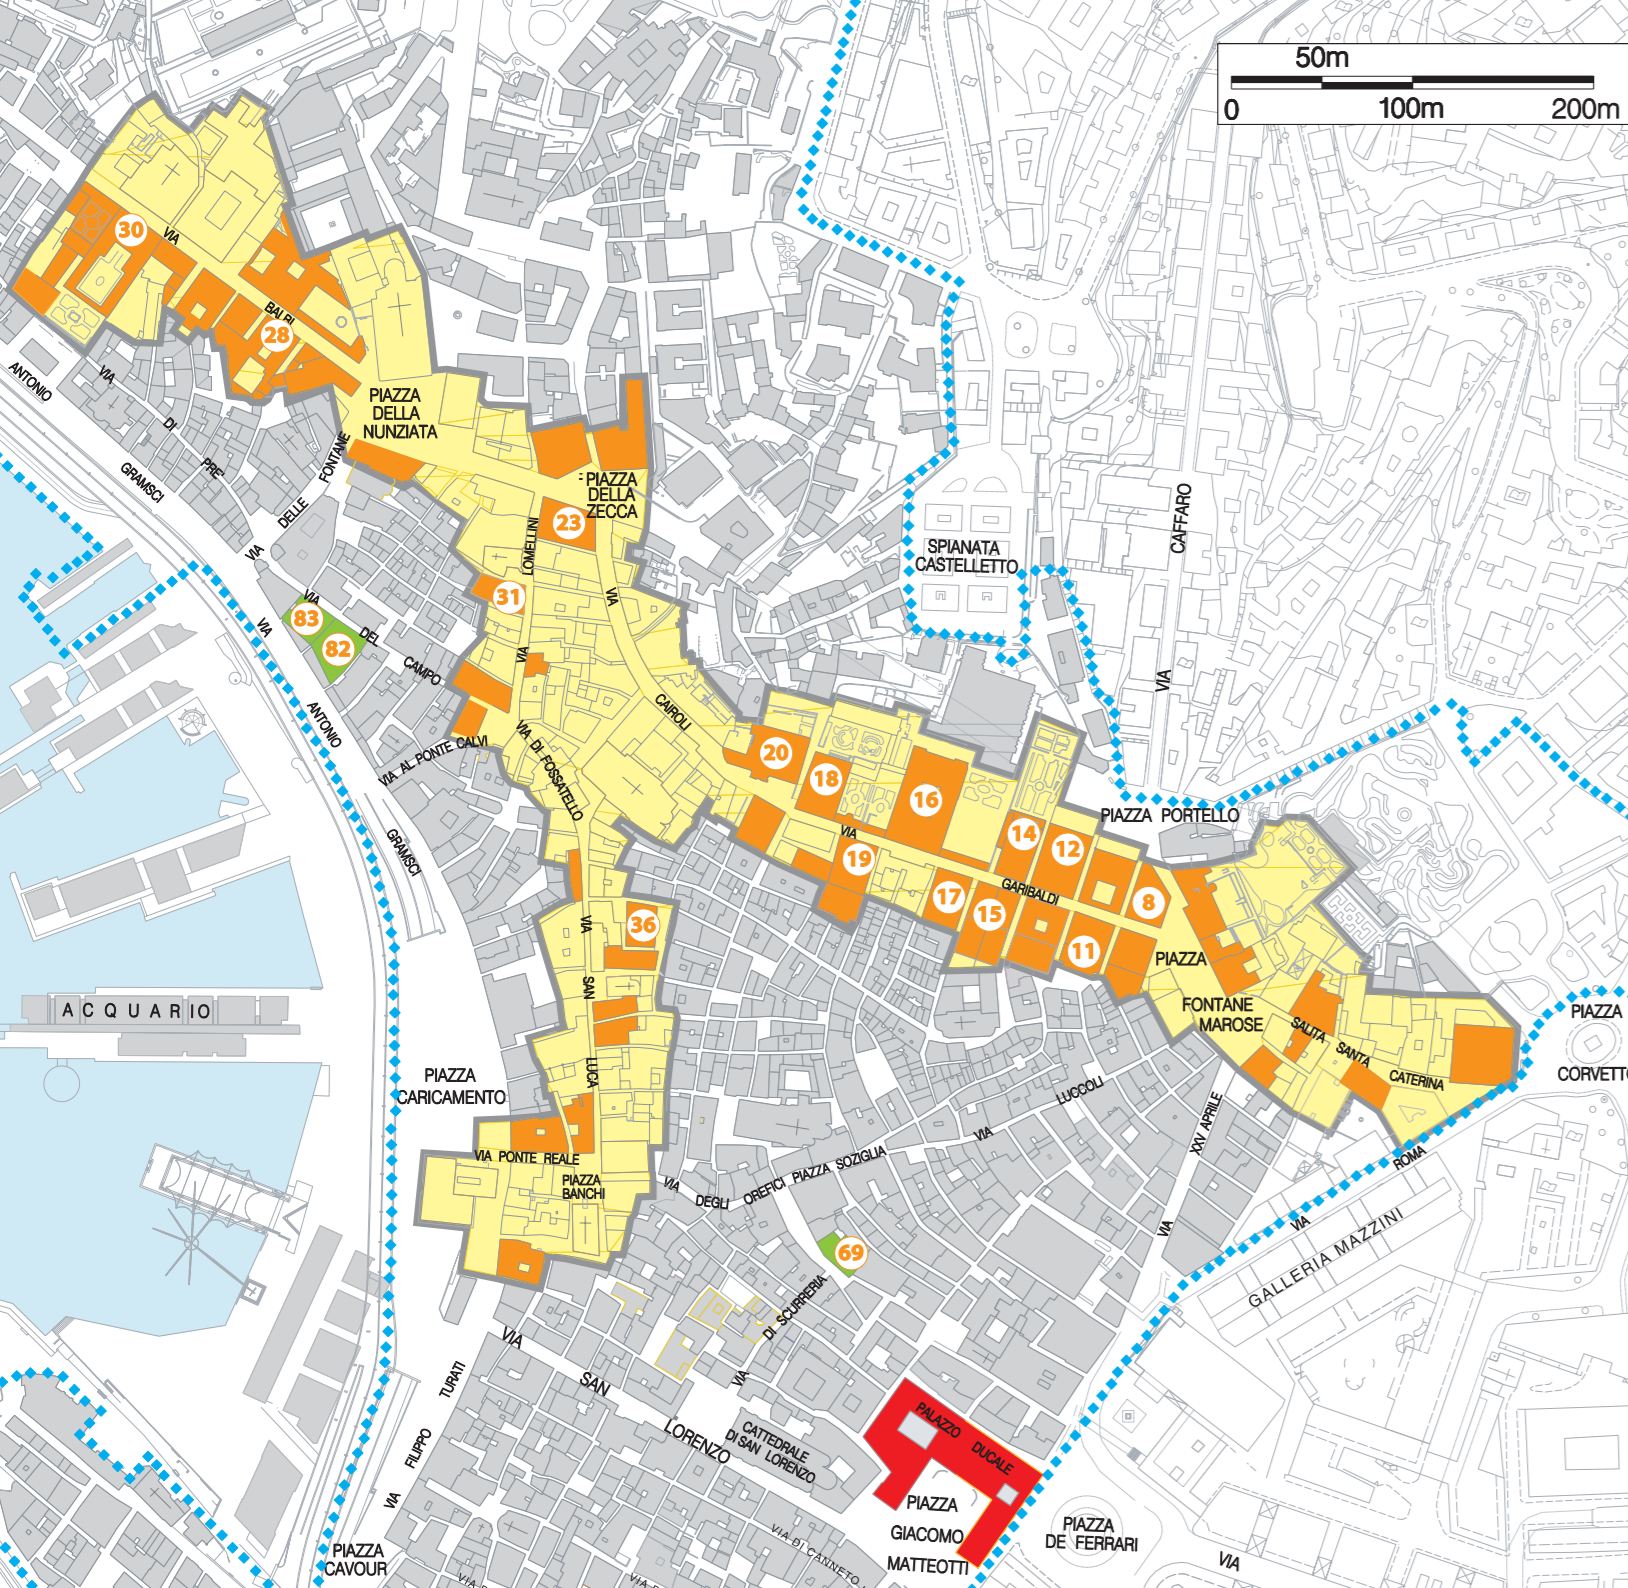 50m
0 100m 200m
30
VIA
BALBI
28
ANTONIO
VIA
DI
PRE'
GRAMSCI
PIAZZA
DELLA
NUNZIATA
FONTANE
DELLE
VIA
PIAZZA
DELLA
ZECCA
23
LOMELLINI
31
VIA
VIA
SPIANATA
CASTELLETTO
CAFFARO
VIA
VIA
83
82
DEL
CAMPO
VIA
ANTONIO
GRAMSCI
VIA AL PONTE CALVI
VIA DI FOSSATELLO
CAIROLI
20
18
16
VIA
19
14
12
17
15
GARIBALDI
8
11
PIAZZA PORTELLO
PIAZZA
FONTANE
MAROSE
36
VIA
SAN
LUCA
ACQUARIO
SALITA
SANTA
CATERINA
PIAZZA
CORVETTO
PIAZZA
CARICAMENTO
VIA PONTE REALE
PIAZZA
BANCHI
VIA
DEGLI
OREFICI
PIAZZA SOZIGLIA
VIA
LUCCOLI
XXV APRILE
VIA
ROMA
VIA
GALLERIA MAZZINI
69
DI SCURRERIA
VIA
VIA
SAN
LORENZO
CATTEDRALE
DI SAN LORENZO
PALAZZO
DUCALE
PIAZZA
GIACOMO
MATTEOTTI
PIAZZA
DE FERRARI
VIA
TURATI
FILIPPO
VIA
PIAZZA
CAVOUR
VIA DI CANNETO
VIA
VIA